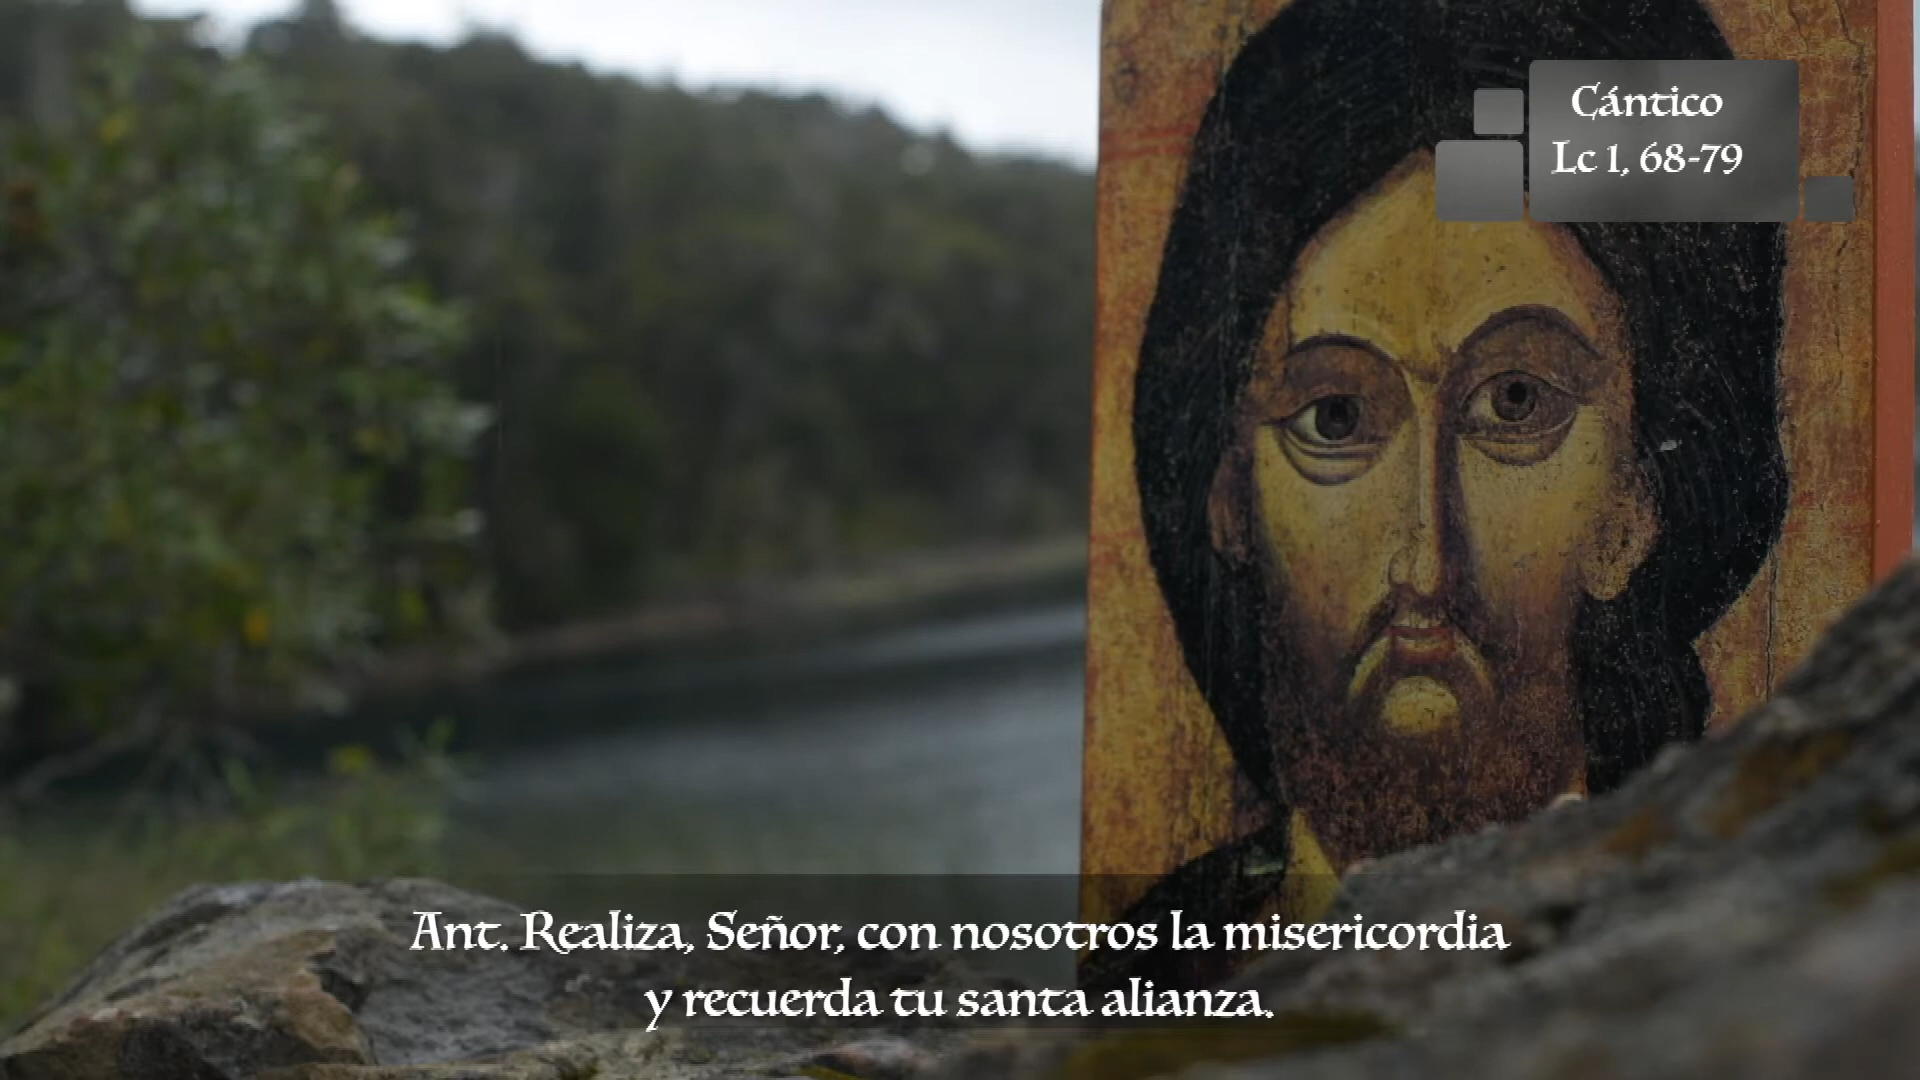 Cántico
Lc 1, 68-79
Ant. Realiza, Señor, con nosotros la misericordia
y recuerda tu santa alianza.